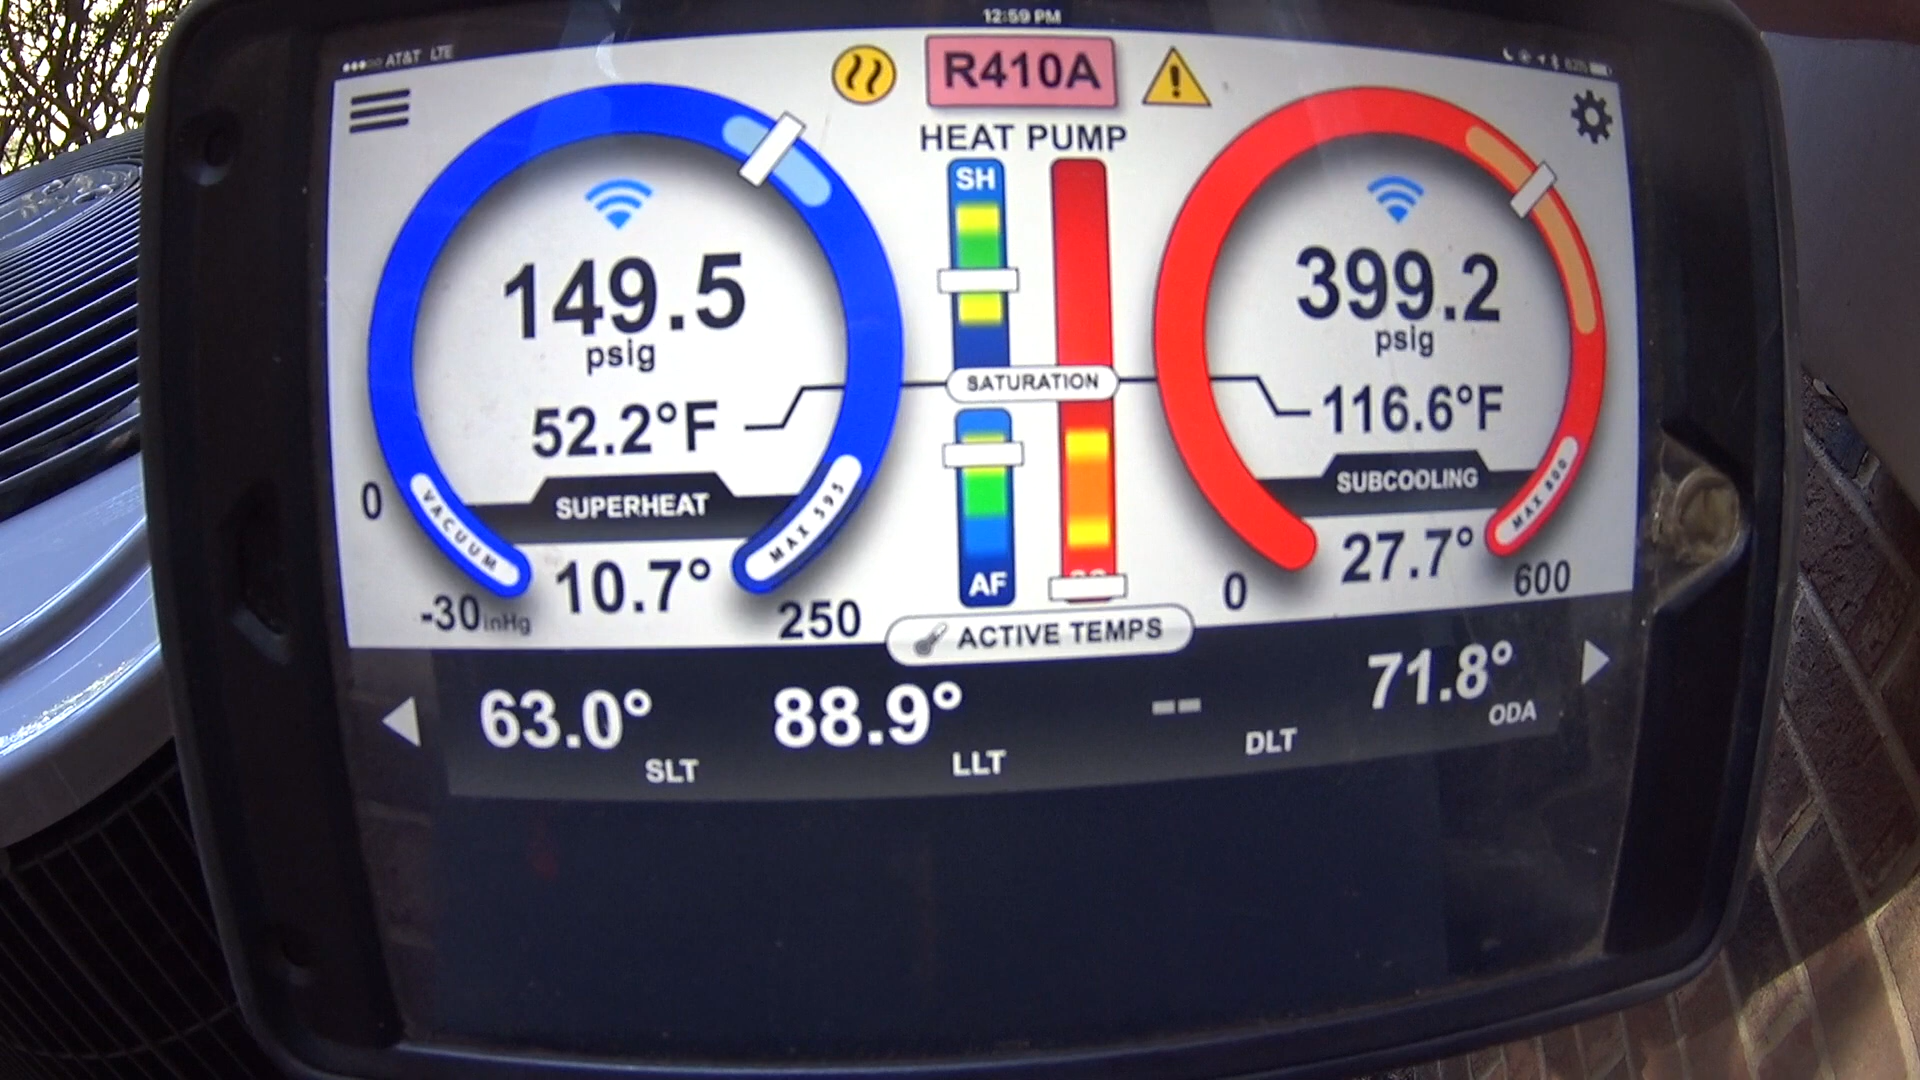 12:59 PM
AT&T LTE
R410A
HEAT PUMP
SH
149.5
psig
52.2°F
SATURATION
399.2
psig
116.6°F
SUPERHEAT
10.7°
SUBCOOLING
27.7°
VACUUM
MAX 595
MAX 800
0
-30inHg
250
AF
0
600
ACTIVE TEMPS
63.0°
SLT
88.9°
LLT
--
DLT
71.8°
ODA